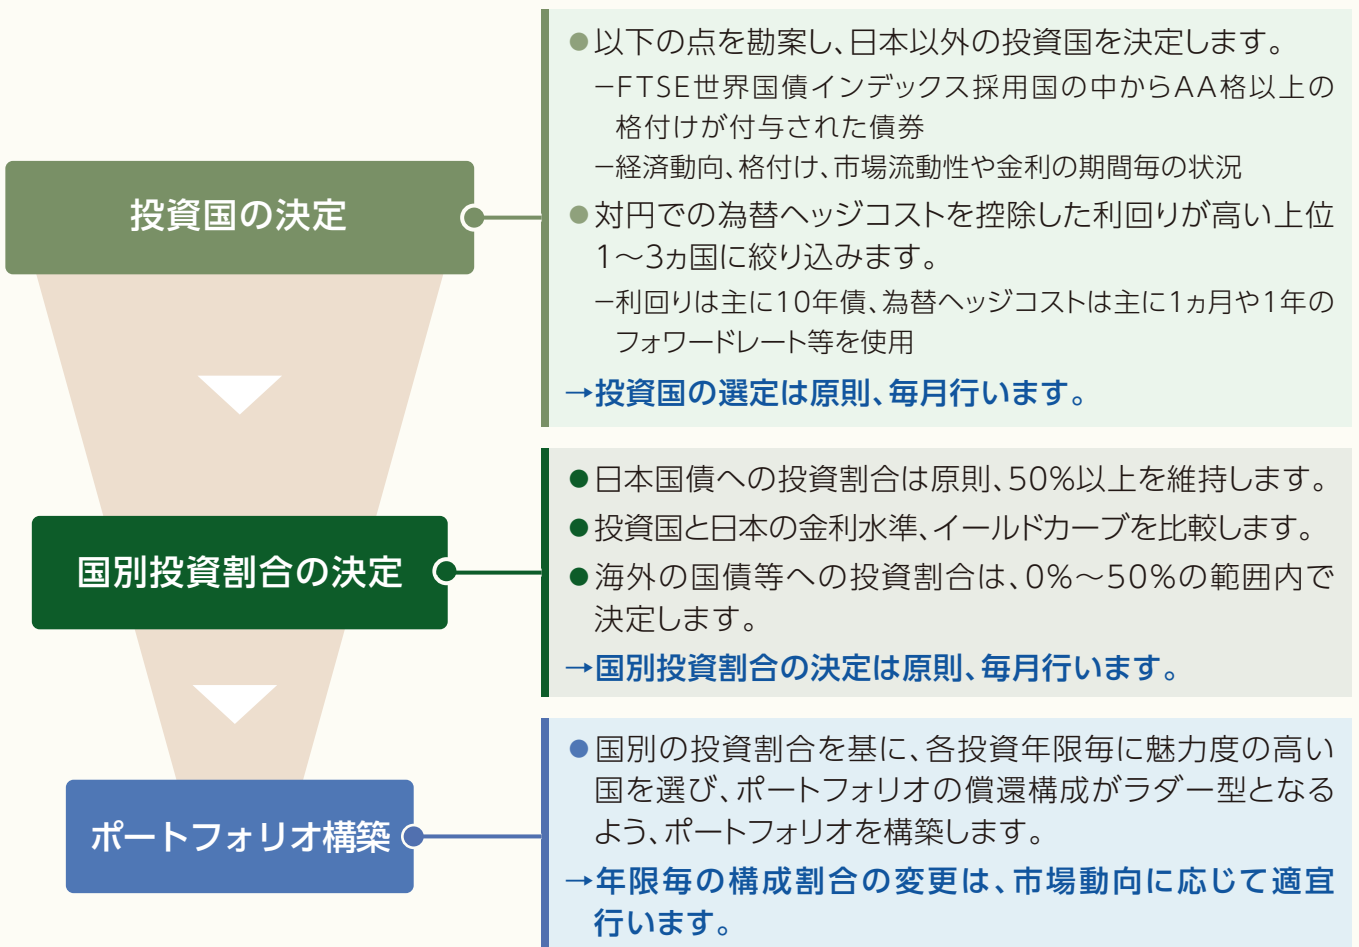 投資国の決定
●以下の点を勘案し、日本以外の投資国を決定します。
−FTSE世界国債インデックス採用国の中からAA格以上の
格付けが付与された債券
−経済動向、格付け、市場流動性や金利の期間毎の状況
●対円での為替ヘッジコストを控除した利回りが高い上位
1～3ヵ国に絞り込みます。
−利回りは主に10年債、為替ヘッジコストは主に1ヵ月や1年の
フォワードレート等を使用
→投資国の選定は原則、毎月行います。
国別投資割合の決定
●日本国債への投資割合は原則、50%以上を維持します。
●投資国と日本の金利水準、イールドカーブを比較します。
●海外の国債等への投資割合は、0%～50%の範囲内で
決定します。
→国別投資割合の決定は原則、毎月行います。
ポートフォリオ構築
●国別の投資割合を基に、各投資年限毎に魅力度の高い
国を選び、ポートフォリオの償還構成がラダー型となる
よう、ポートフォリオを構築します。
→年限毎の構成割合の変更は、市場動向に応じて適宜
行います。